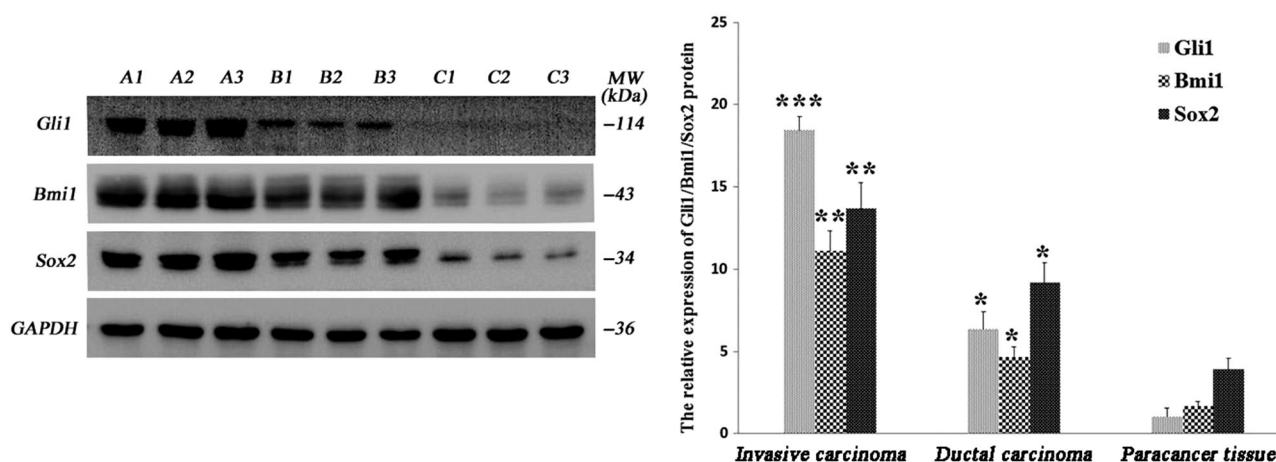 A1 A2 A3 B1 B2 B3 C1 C2 C3 MW
(kDa)
Gli1 –114
Bmi1 –43
Sox2 –34
GAPDH –36
The relative expression of Gli1/Bmi1/Sox2 protein
25
20
15
10
5
0
***
**
**
*
*
*
Gli1
Bmi1
Sox2
Invasive carcinoma Ductal carcinoma Paracancer tissue